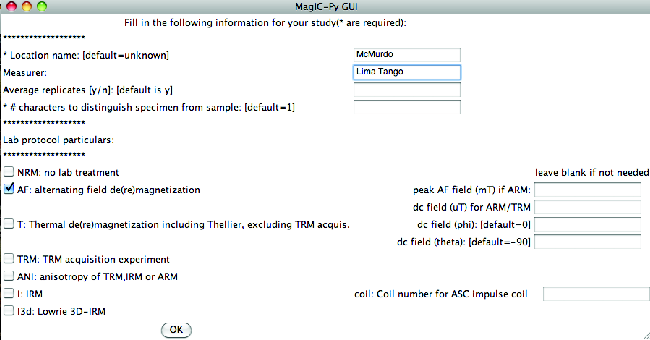 MagIC-Py GUI
Fill in the following information for your study(* are required):
*******************
* Location name: [default=unknown] McMurdo
Measurer: Lima Tango
Average replicates [y/n]: [default is y]
* # characters to distinguish specimen from sample: [default=1]
*******************
Lab protocol particulars:
*******************
NRM: no lab treatment leave blank if not needed
AF: alternating field de(re)magnetization peak AF field (mT) if ARM:
dc field (uT) for ARM/TRM
T: Thermal de(re)magnetization including Thellier, excluding TRM acquis. dc field (phi): [default=0]
dc field (theta): [default=-90]
TRM: TRM acquisition experiment
ANI: anisotropy of TRM,IRM or ARM
I: IRM coil: Coil number for ASC impulse coil
I3d: Lowrie 3D-IRM
OK